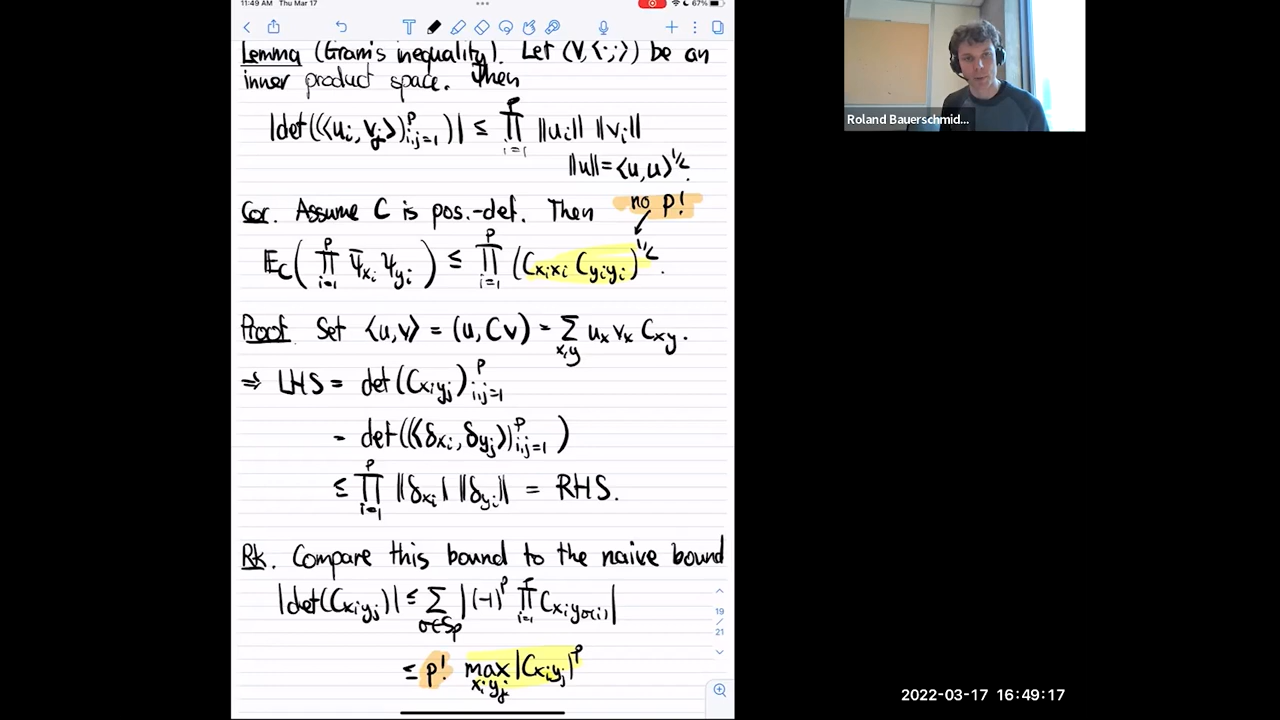 11:49 AM Thu Mar 17
67%
Lemma (Gram's inequality). Let (V,⟨·,·⟩) be an
inner product space. Then
|det((⟨u_i, v_j⟩)_{i,j=1}^p)| ≤ ∏_{i=1}^p ‖u_i‖ ‖v_i‖
‖u‖ = ⟨u,u⟩^{1/2}.
no p!
Cor. Assume C is pos.-def. Then
E_C(∏_{i=1}^p ψ̄_{x_i} ψ_{y_i}) ≤ ∏_{i=1}^p (C_{x_i x_i} C_{y_i y_i})^{1/2}.
Proof. Set ⟨u,v⟩ = (u, Cv) = ∑_{x,y} u_x v_x C_{xy}.
⇒ LHS = det(C_{x_i y_j})_{i,j=1}^p
= det((⟨δ_{x_i}, δ_{y_j}⟩)_{i,j=1}^p)
≤ ∏_{i=1}^p ‖δ_{x_i}‖ ‖δ_{y_i}‖ = RHS.
Rk. Compare this bound to the naive bound
|det(C_{x_i y_j})| ≤ ∑_{σ∈S_p} |(-1)^p ∏_{i=1}^p C_{x_i y_{σ(i)}}|
≤ p! max_{x_i y_j} |C_{x_i y_j}|^p
19
/
21
Roland Bauerschmid...
2022-03-17 16:49:17